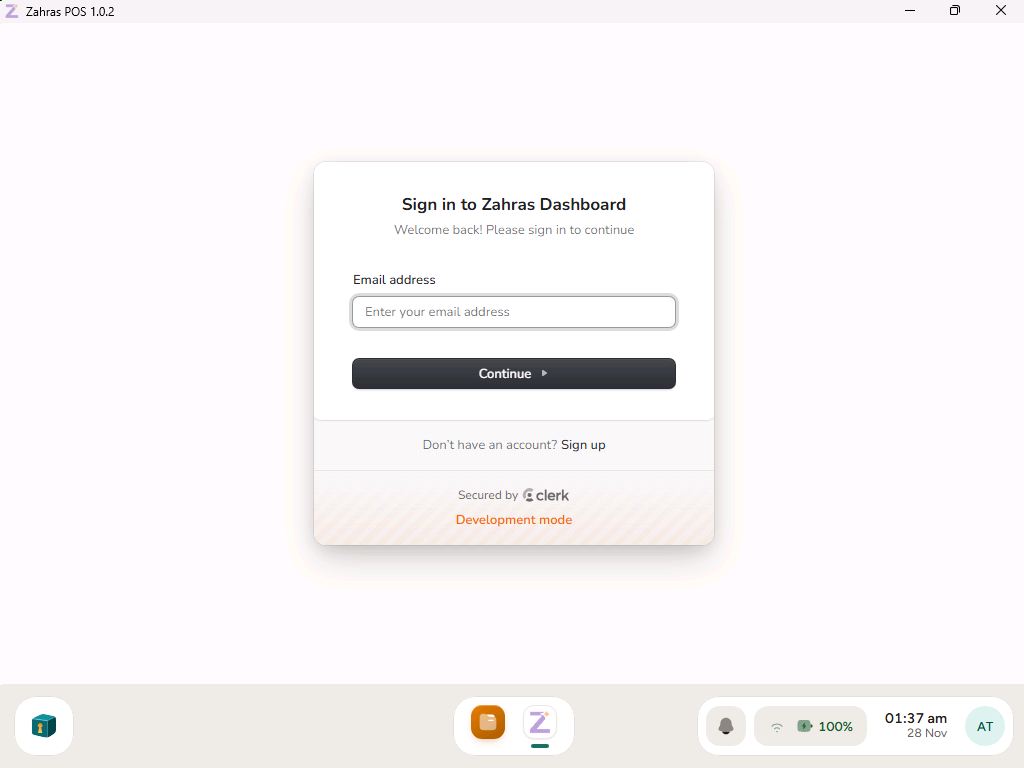 Zahras POS 1.0.2
Sign in to Zahras Dashboard
Welcome back! Please sign in to continue
Email address
Enter your email address
Continue
Don't have an account? Sign up
Secured by clerk
Development mode
100%
01:37 am
28 Nov
AT